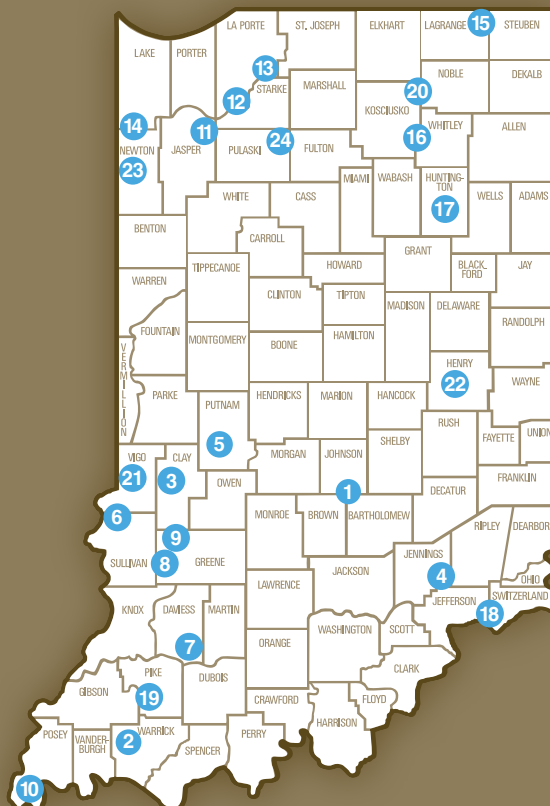 LA PORTE
ST. JOSEPH
ELKHART
LAGRANGE
15
STEUBEN
LAKE
PORTER
13
STARKE
MARSHALL
NOBLE
DEKALB
12
20
KOSCIUSKO
14
11
24
16
WHITLEY
ALLEN
NEWTON
23
JASPER
PULASKI
FULTON
MIAMI
WABASH
HUNTING-
TON
17
WELLS
ADAMS
WHITE
CASS
BENTON
CARROLL
GRANT
TIPPECANOE
HOWARD
BLACK
FORD
JAY
WARREN
CLINTON
TIPTON
MADISON
DELAWARE
FOUNTAIN
RANDOLPH
VERMILLION
MONTGOMERY
BOONE
HAMILTON
HENRY
22
WAYNE
PARKE
PUTNAM
5
HENDRICKS
MARION
HANCOCK
RUSH
FAYETTE
UNION
VIGO
21
CLAY
3
MORGAN
JOHNSON
SHELBY
OWEN
1
FRANKLIN
DECATUR
6
MONROE
BROWN
BARTHOLOMEW
9
RIPLEY
DEARBOR
SULLIVAN
8
GREENE
JENNINGS
4
JACKSON
OHIO
LAWRENCE
JEFFERSON
SWITZERLAND
18
KNOX
DAVIESS
MARTIN
7
ORANGE
WASHINGTON
SCOTT
PIKE
DUBOIS
CLARK
GIBSON
19
CRAWFORD
FLOYD
POSEY
VANDER-
BURGH
2
WARRICK
SPENCER
PERRY
HARRISON
10